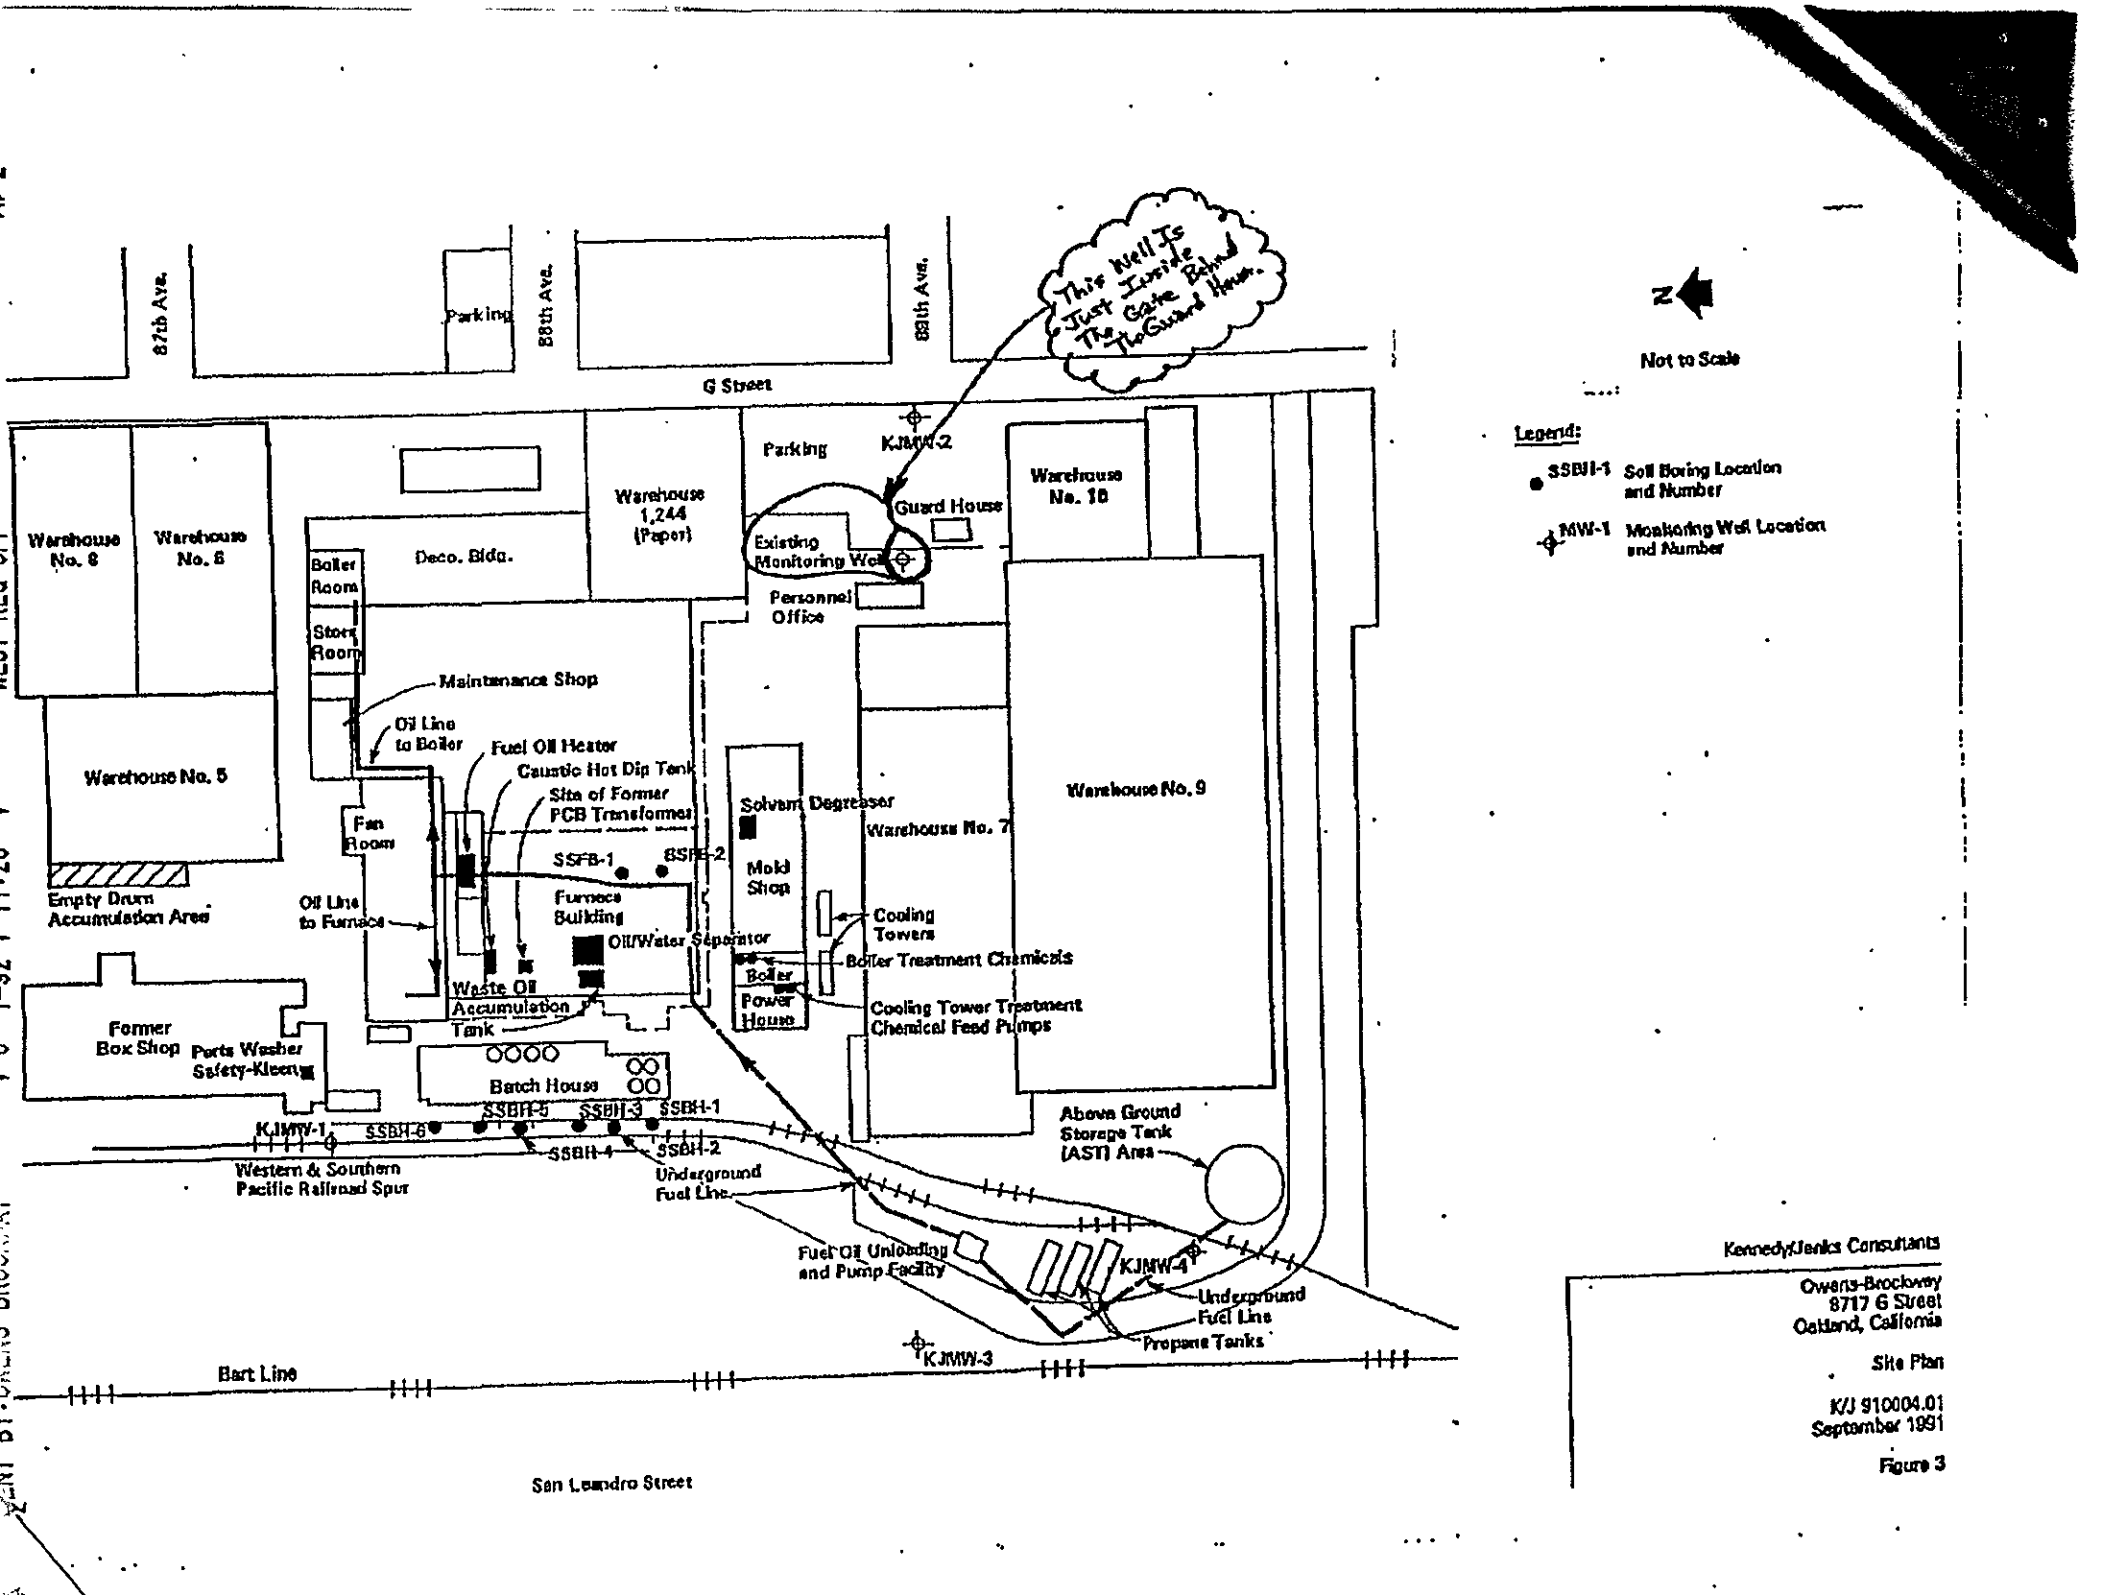 87th Ave.
Parking
88th Ave.
89th Ave.
This Well Is
Just Inside
The Gate Behind
The Guard House.
N
Not to Scale
G Street
Legend:
SSBH-1 Soil Boring Location
and Number
MW-1 Monitoring Well Location
and Number
KJMW-2
Parking
Guard House
Warehouse
No. 10
Warehouse
1,244
(Paper)
Warehouse
No. 8
Warehouse
No. 6
Deco. Bldg.
Boiler
Room
Existing
Monitoring Well
Personnel
Office
Store
Room
Maintenance Shop
Oil Line
to Boiler
Fuel Oil Heater
Caustic Hot Dip Tank
Site of Former
PCB Transformer
Warehouse No. 5
Warehouse No. 9
Solvent Degreaser
Warehouse No. 7
Fan
Room
SSFB-1
SSFB-2
Mold
Shop
Empty Drum
Accumulation Area
Oil Line
to Furnace
Furnace
Building
Cooling
Towers
Oil/Water Separator
Boiler Treatment Chemicals
Boiler
Power
House
Waste Oil
Accumulation
Tank
Cooling Tower Treatment
Chemical Feed Pumps
Former
Box Shop
Parts Washer
Safety-Kleen
Batch House
SSBH-5
SSBH-3
SSBH-1
KJMW-1
SSBH-6
SSBH-4
SSBH-2
Above Ground
Storage Tank
(AST) Area
Western & Southern
Pacific Railroad Spur
Underground
Fuel Line
Fuel Oil Unloading
and Pump Facility
KJMW-4
Underground
Fuel Line
Propane Tanks
KJMW-3
Bart Line
San Leandro Street
Kennedy/Jenks Consultants
Owens-Brockway
8717 G Street
Oakland, California
Site Plan
K/J 910004.01
September 1991
Figure 3